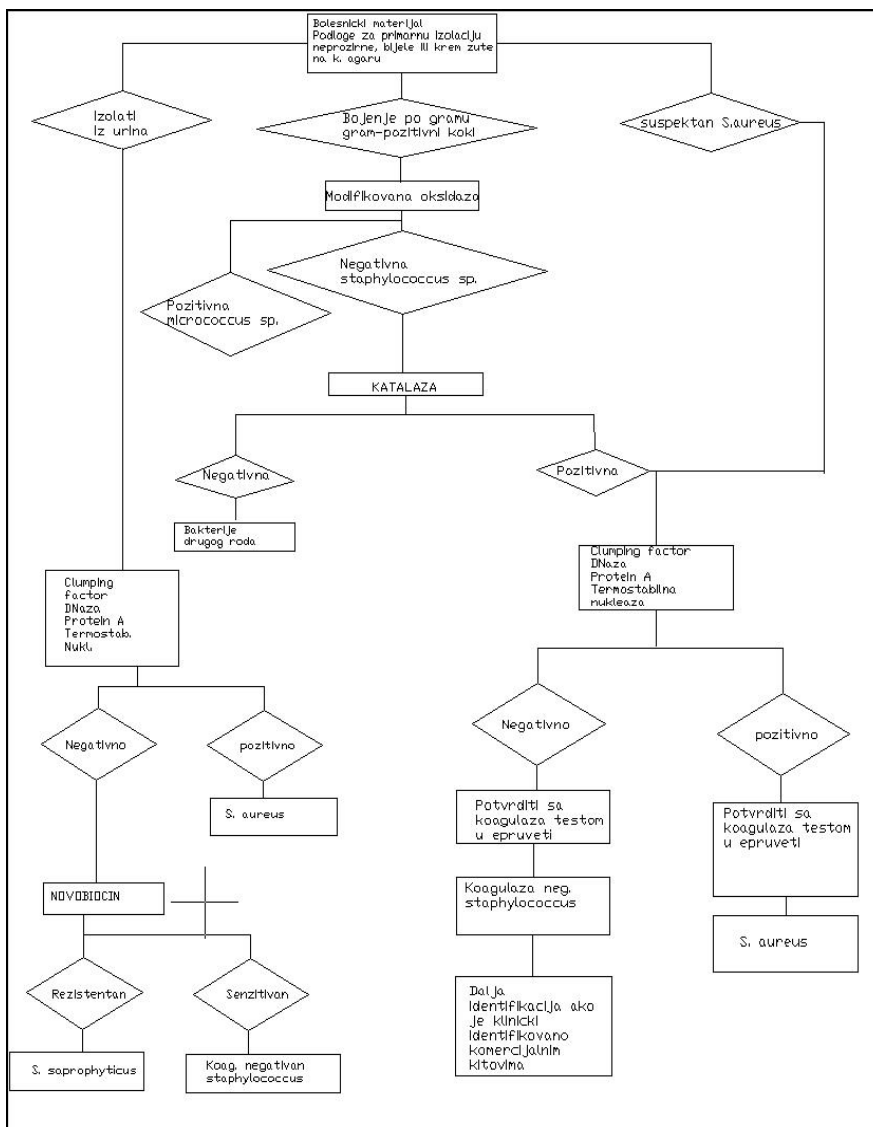 Bolesnicki materijal
Podloge za primarnu izolaciju
neprozirne, bijele ili krem zute
na k. agaru
Izolati
iz urina
Bojenje po gramu
gram-pozitivni koki
suspektan S.aureus
Modifikovana oksidaza
Negativna
staphylococcus sp.
Pozitivna
micrococcus sp.
KATALAZA
Negativna
Pozitivna
Bakterije
drugog roda
Clumping factor
DNaza
Protein A
Termostabilna
nukleaza
Clumping
factor
DNaza
Protein A
Termostab.
Nukl.
Negativno
pozitivno
Negativno
pozitivno
S. aureus
Potvrditi sa
koagulaza testom
u epruveti
Potvrditi sa
koagulaza testom
u epruveti
NOVOBIOCIN
Koagulaza neg.
staphylococcus
S. aureus
Rezistentan
Senzitivan
Dalja
identifikacija ako
je klinicki
identifikovano
komercijalnim
kitovima
S. saprophyticus
Koag. negativan
staphylococcus